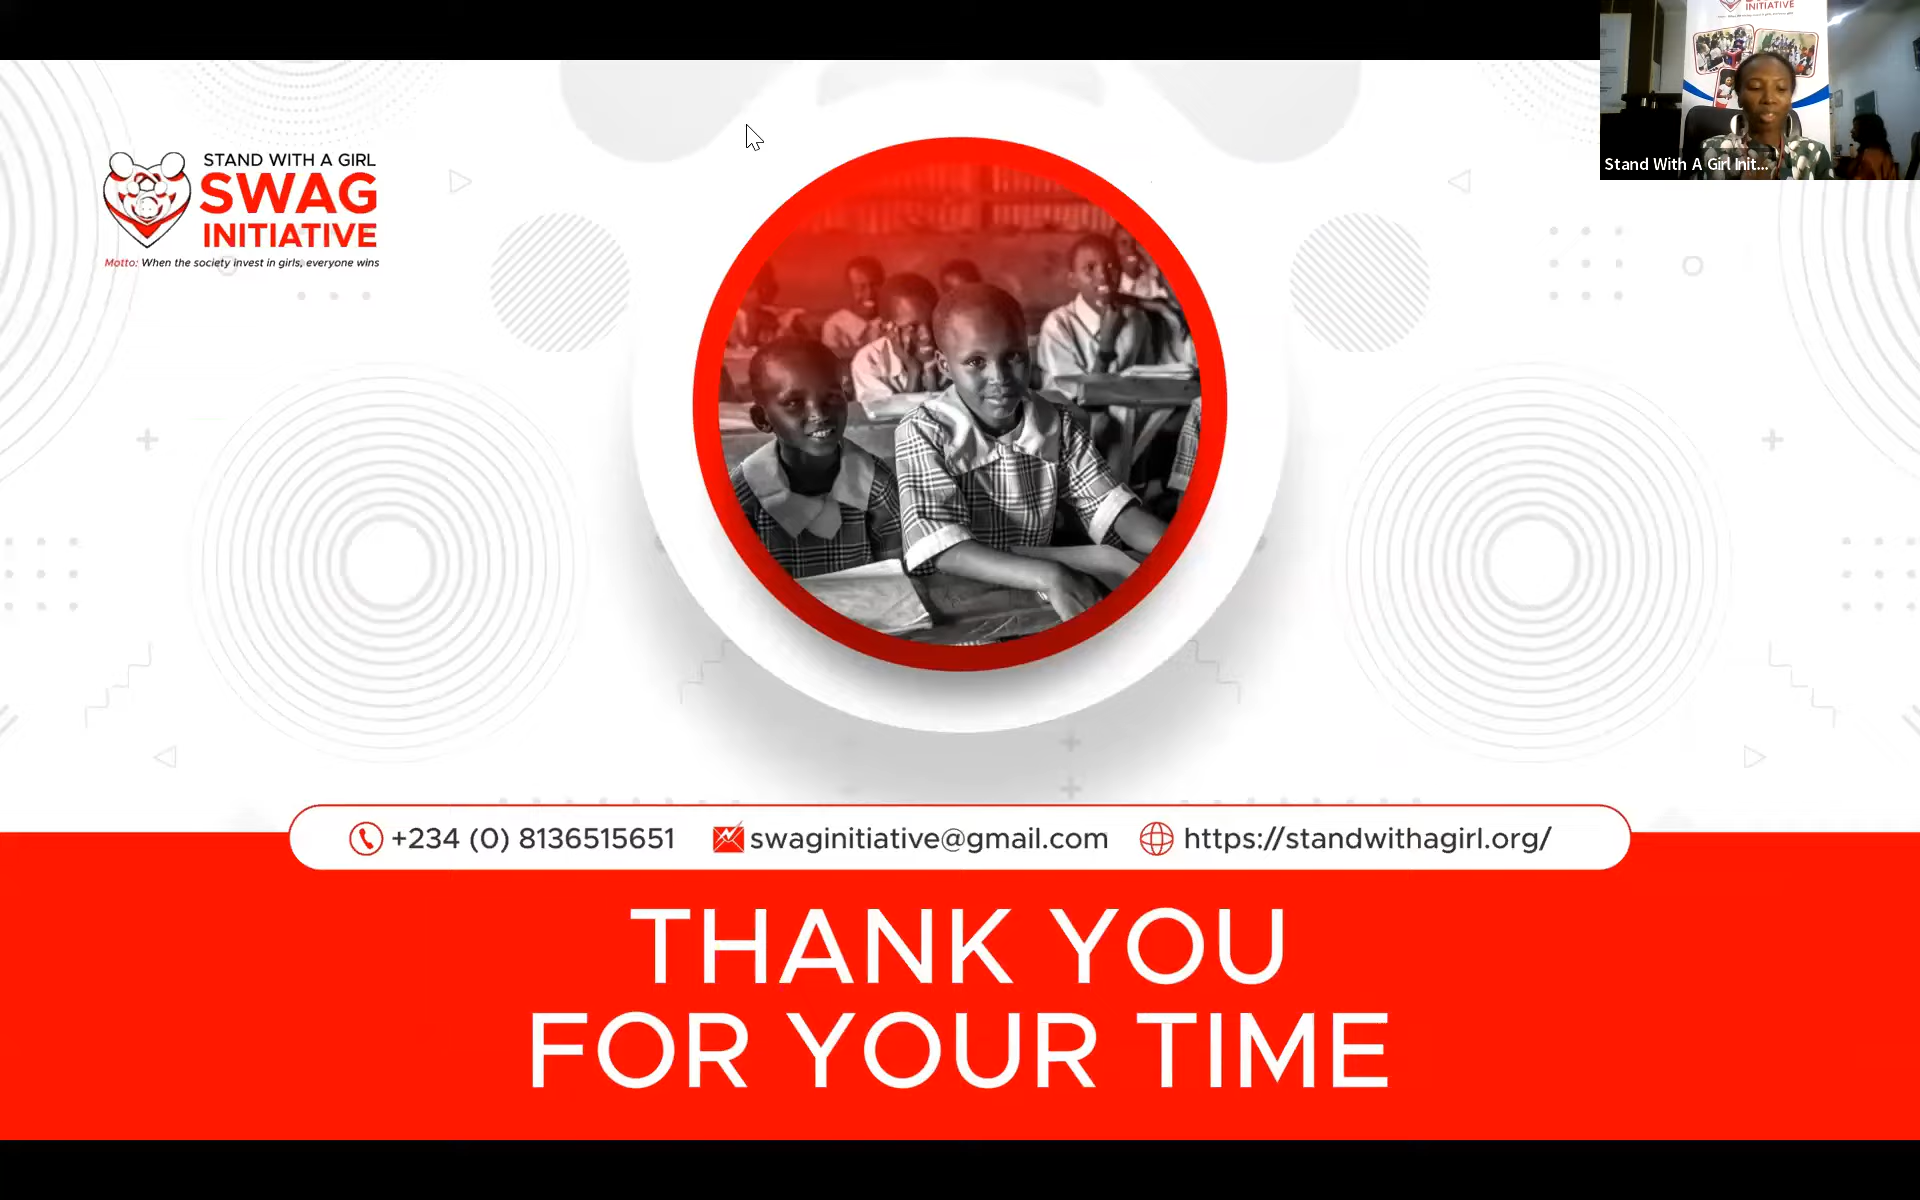 STAND WITH A GIRL
SWAG
INITIATIVE
Motto: When the society invest in girls, everyone wins
INITIATIVE
Stand With A Girl Init...
+234 (0) 8136515651
swaginitiative@gmail.com
https://standwithagirl.org/
THANK YOU
FOR YOUR TIME